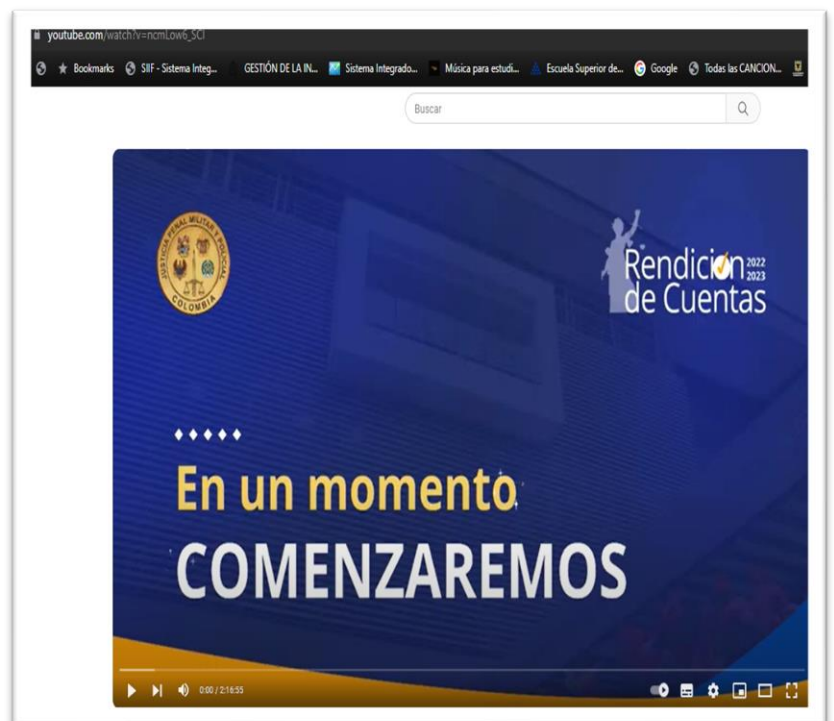 youtube.com/watch?v=ncmLow6_SCI
Bookmarks SIIF - Sistema Integ... GESTIÓN DE LA IN... Sistema Integrado... Música para estudi... Escuela Superior de... Google Todas las CANCION...
Buscar
JUSTICIA PENAL MILITAR Y POLICIAL
COLOMBIA
Rendición 2022
de Cuentas 2023
En un momento
COMENZAREMOS
0:00 / 2:16:55